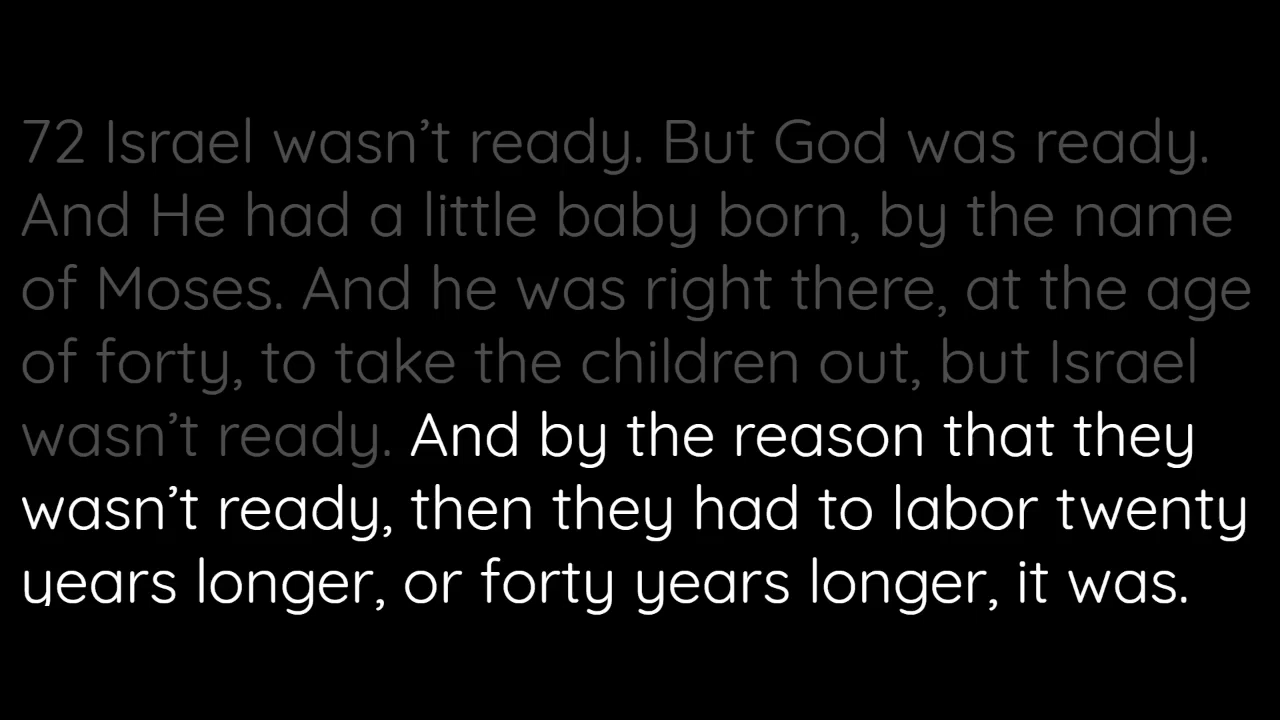 72 Israel wasn’t ready. But God was ready.
And He had a little baby born, by the name
of Moses. And he was right there, at the age
of forty, to take the children out, but Israel
wasn’t ready. And by the reason that they
wasn’t ready, then they had to labor twenty
years longer, or forty years longer, it was.